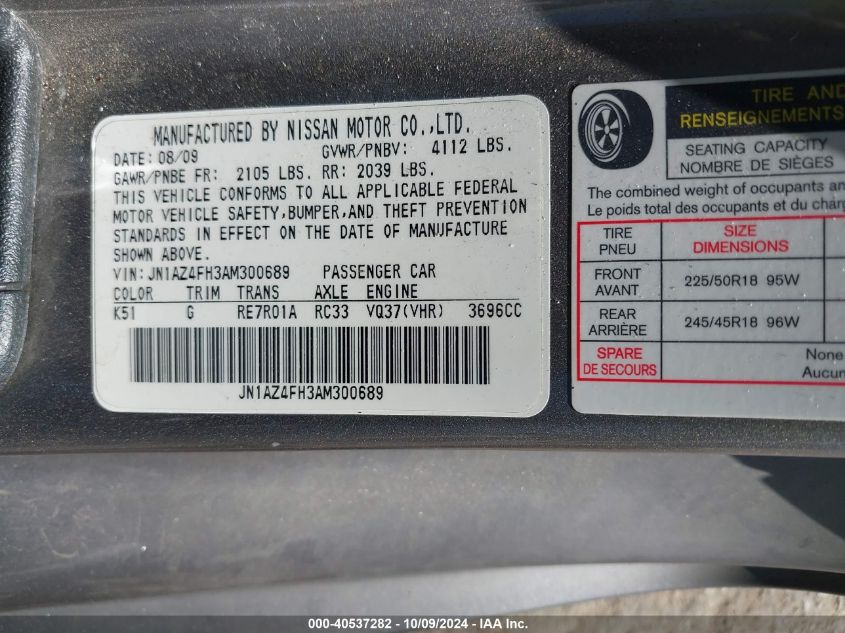 MANUFACTURED BY NISSAN MOTOR CO.,LTD.
DATE: 08/09 GVWR/PNBV: 4112 LBS.
GAWR/PNBE FR: 2105 LBS. RR: 2039 LBS.
THIS VEHICLE CONFORMS TO ALL APPLICABLE FEDERAL
MOTOR VEHICLE SAFETY,BUMPER,AND THEFT PREVENTION
STANDARDS IN EFFECT ON THE DATE OF MANUFACTURE
SHOWN ABOVE.
VIN: JN1AZ4FH3AM300689 PASSENGER CAR
COLOR TRIM TRANS AXLE ENGINE
K51 G RE7R01A RC33 VQ37(VHR) 3696CC
JN1AZ4FH3AM300689
TIRE AND
RENSEIGNEMENTS
SEATING CAPACITY
NOMBRE DE SIÈGES
The combined weight of occupants an
Le poids total des occupants et du char
TIRE SIZE
PNEU DIMENSIONS
FRONT
AVANT 225/50R18 95W
REAR
ARRIÈRE 245/45R18 96W
SPARE None
DE SECOURS Aucun
000-40537282 - 10/09/2024 - IAA Inc.